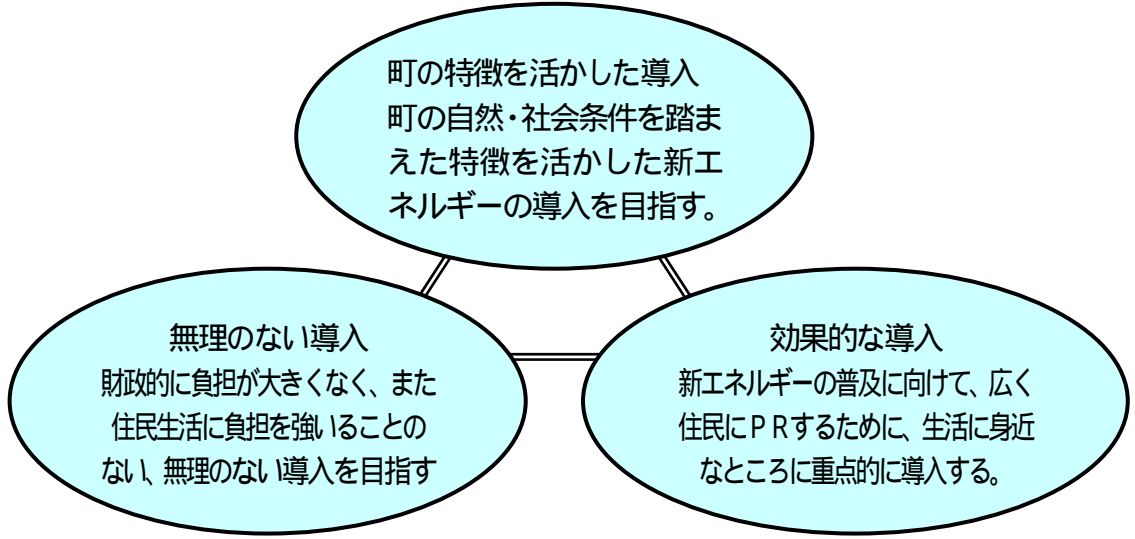 町の特徴を活かした導入
町の自然・社会条件を踏ま
えた特徴を活かした新エ
ネルギーの導入を目指す。
無理のない導入
財政的に負担が大きくなく、また
住民生活に負担を強いることの
ない、無理のない導入を目指す
効果的な導入
新エネルギーの普及に向けて、広く
住民にＰＲするために、生活に身近
なところに重点的に導入する。